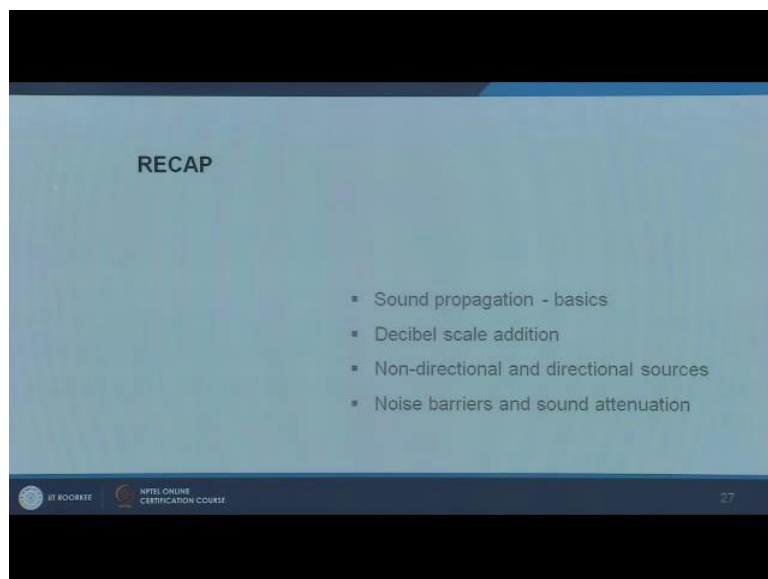 RECAP
▪ Sound propagation - basics
▪ Decibel scale addition
▪ Non-directional and directional sources
▪ Noise barriers and sound attenuation
IIT ROORKEE
NPTEL ONLINE
CERTIFICATION COURSE
27